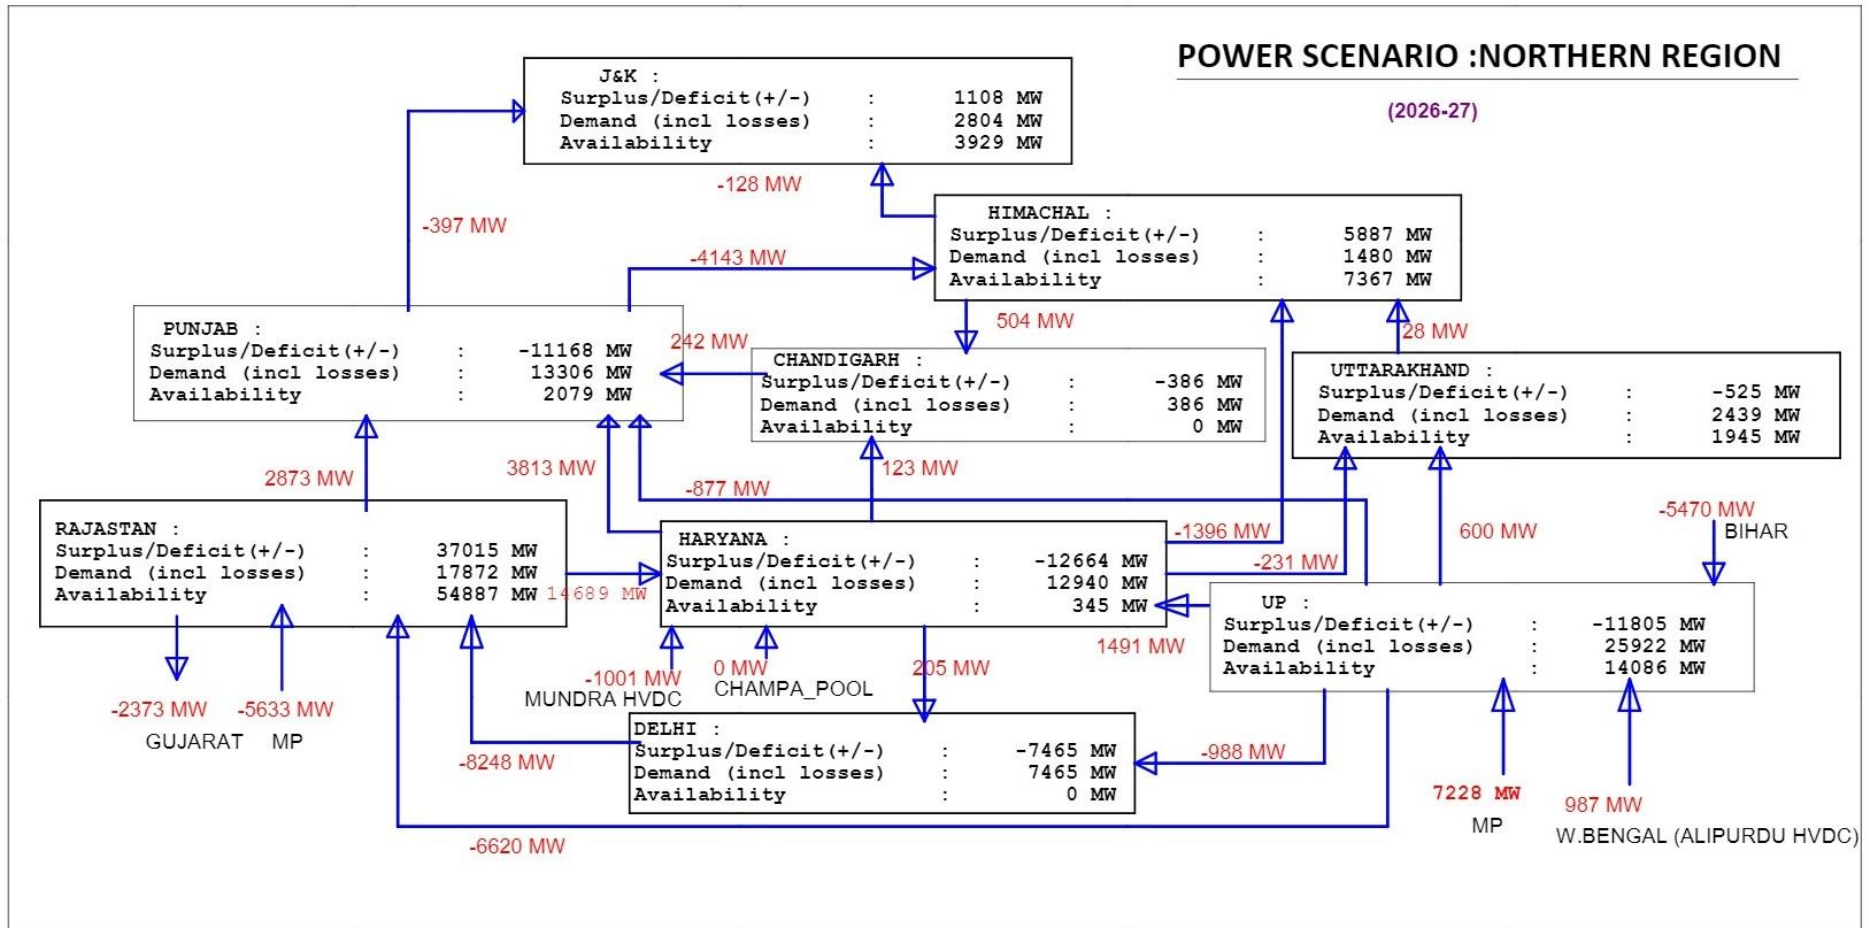 POWER SCENARIO :NORTHERN REGION
(2026-27)
J&K :
Surplus/Deficit(+/-) : 1108 MW
Demand (incl losses) : 2804 MW
Availability : 3929 MW
-128 MW
-397 MW
HIMACHAL :
Surplus/Deficit(+/-) : 5887 MW
Demand (incl losses) : 1480 MW
Availability : 7367 MW
-4143 MW
504 MW
28 MW
PUNJAB :
Surplus/Deficit(+/-) : -11168 MW
Demand (incl losses) : 13306 MW
Availability : 2079 MW
242 MW
CHANDIGARH :
Surplus/Deficit(+/-) : -386 MW
Demand (incl losses) : 386 MW
Availability : 0 MW
UTTARAKHAND :
Surplus/Deficit(+/-) : -525 MW
Demand (incl losses) : 2439 MW
Availability : 1945 MW
2873 MW
3813 MW
123 MW
-877 MW
RAJASTAN :
Surplus/Deficit(+/-) : 37015 MW
Demand (incl losses) : 17872 MW
Availability : 54887 MW
14689 MW
HARYANA :
Surplus/Deficit(+/-) : -12664 MW
Demand (incl losses) : 12940 MW
Availability : 345 MW
-1396 MW
-231 MW
600 MW
-5470 MW
BIHAR
UP :
Surplus/Deficit(+/-) : -11805 MW
Demand (incl losses) : 25922 MW
Availability : 14086 MW
1491 MW
-1001 MW
MUNDRA HVDC
0 MW
CHAMPA_POOL
205 MW
-2373 MW
GUJARAT
-5633 MW
MP
-8248 MW
DELHI :
Surplus/Deficit(+/-) : -7465 MW
Demand (incl losses) : 7465 MW
Availability : 0 MW
-988 MW
7228 MW
MP
987 MW
W.BENGAL (ALIPURDU HVDC)
-6620 MW